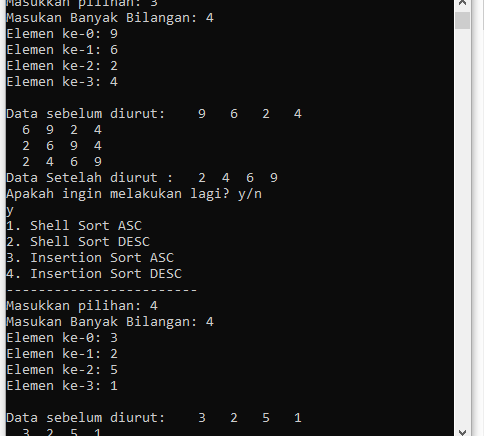 Masukkan pilihan: 3
Masukan Banyak Bilangan: 4
Elemen ke-0: 9
Elemen ke-1: 6
Elemen ke-2: 2
Elemen ke-3: 4
Data sebelum diurut:    9   6   2   4
  6  9  2  4
  2  6  9  4
  2  4  6  9
Data Setelah diurut :   2  4  6  9
Apakah ingin melakukan lagi? y/n
y
1. Shell Sort ASC
2. Shell Sort DESC
3. Insertion Sort ASC
4. Insertion Sort DESC
------------------------
Masukkan pilihan: 4
Masukan Banyak Bilangan: 4
Elemen ke-0: 3
Elemen ke-1: 2
Elemen ke-2: 5
Elemen ke-3: 1
Data sebelum diurut:    3   2   5   1
  3  2  5  1